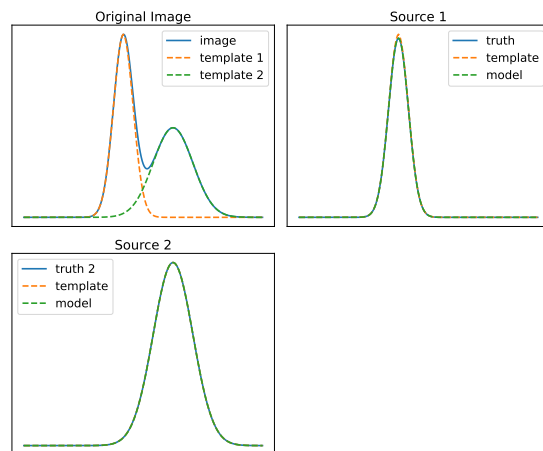 Original Image
image
template 1
template 2
Source 1
truth
template
model
Source 2
truth 2
template
model